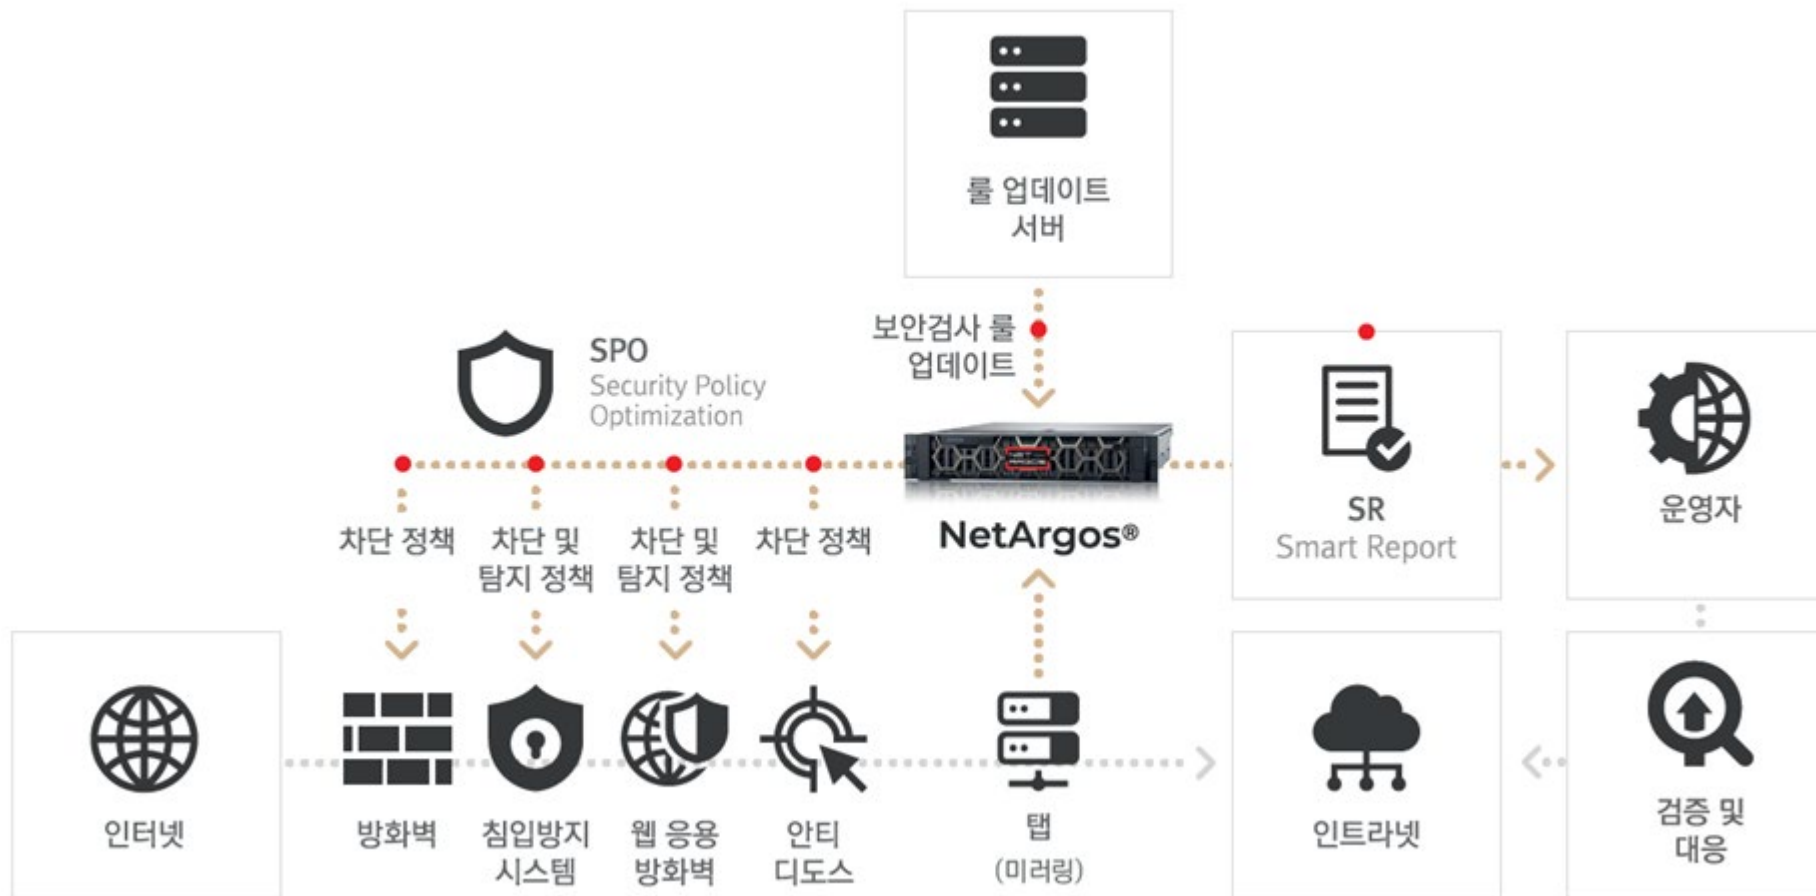 룰 업데이트
서버
보안검사 룰
업데이트
SPO
Security Policy
Optimization
차단 정책
차단 및
탐지 정책
차단 및
탐지 정책
차단 정책
NetArgos®
SR
Smart Report
운영자
인터넷
방화벽
침입방지
시스템
웹 응용
방화벽
안티
디도스
탭
(미러링)
인트라넷
검증 및
대응